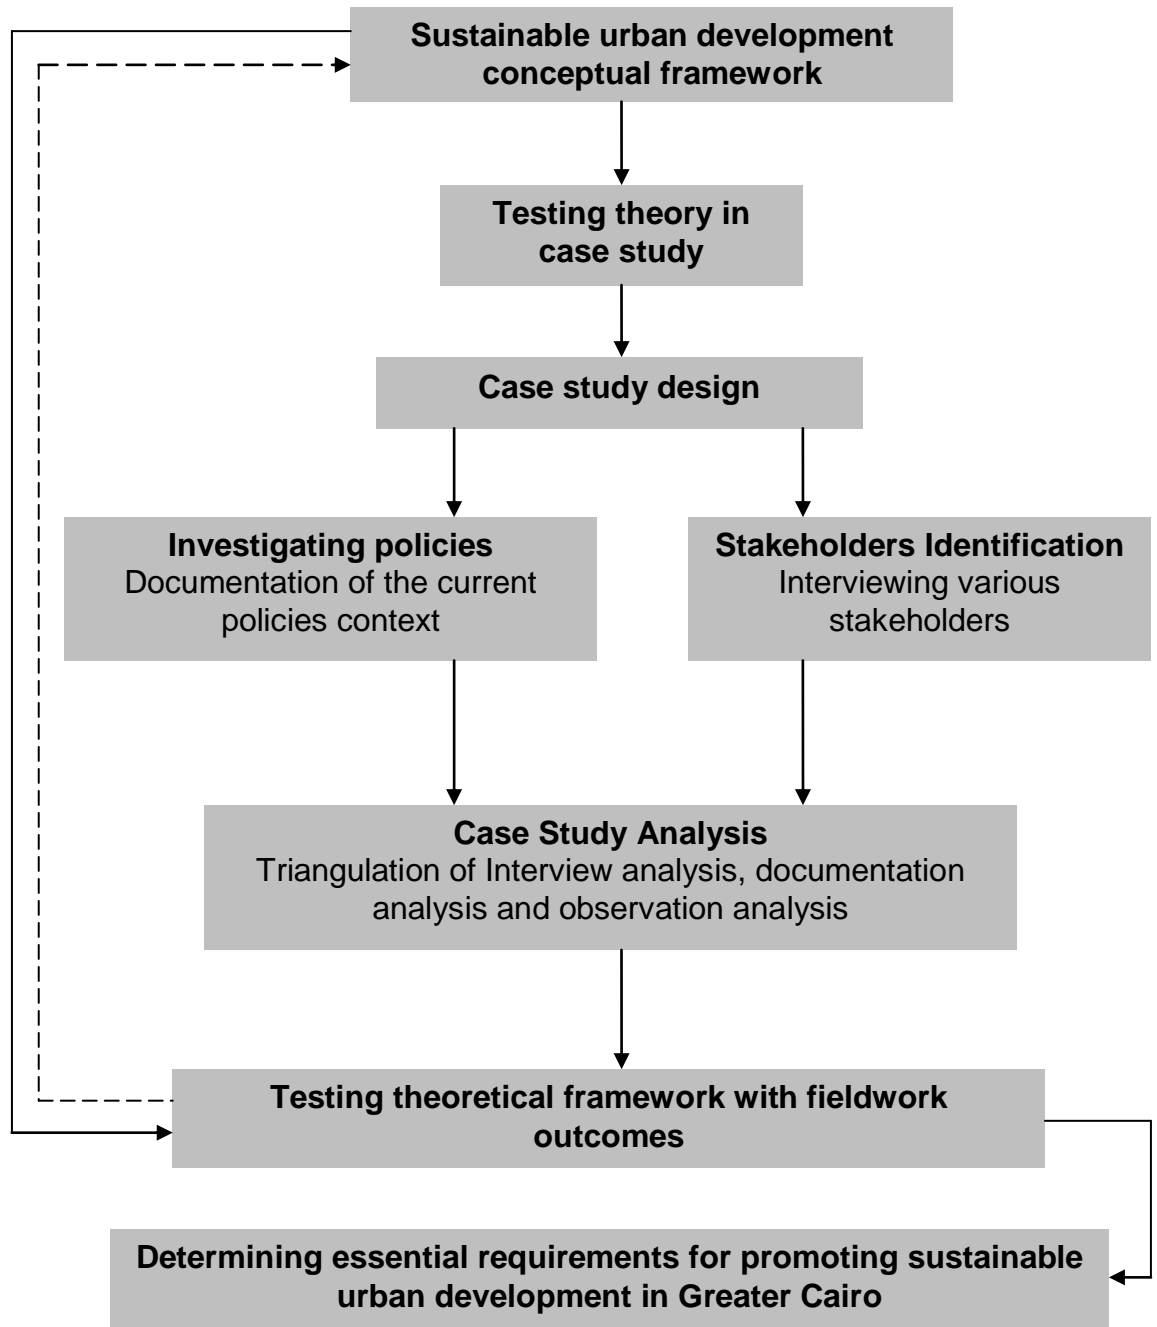 Sustainable urban development
conceptual framework
Testing theory in
case study
Case study design
Investigating policies
Documentation of the current
policies context
Stakeholders Identification
Interviewing various
stakeholders
Case Study Analysis
Triangulation of Interview analysis, documentation
analysis and observation analysis
Testing theoretical framework with fieldwork
outcomes
Determining essential requirements for promoting sustainable
urban development in Greater Cairo